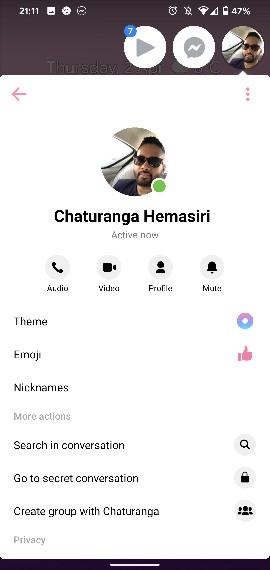 21:11
47%
7
Thursday, 2 Apr
Chaturanga Hemasiri
Active now
Audio Video Profile Mute
Theme
Emoji
Nicknames
More actions
Search in conversation
Go to secret conversation
Create group with Chaturanga
Privacy